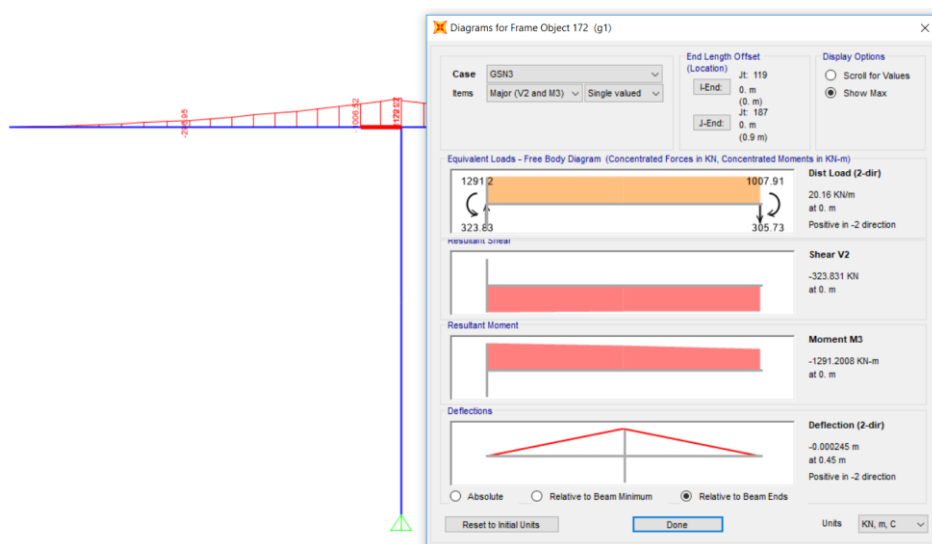 Diagrams for Frame Object 172 (g1)
Case
GSN3
Items
Major (V2 and M3)
Single valued
End Length Offset
(Location)
Jt: 119
I-End:
0. m
(0. m)
Jt: 187
J-End:
0. m
(0.9 m)
Display Options
Scroll for Values
Show Max
Equivalent Loads - Free Body Diagram (Concentrated Forces in KN, Concentrated Moments in KN-m)
1291.2
1007.91
323.83
305.73
Dist Load (2-dir)
20.16 KN/m
at 0. m
Positive in -2 direction
Resultant Shear
Shear V2
-323.831 KN
at 0. m
Resultant Moment
Moment M3
-1291.2008 KN-m
at 0. m
Deflections
Deflection (2-dir)
-0.000245 m
at 0.45 m
Positive in -2 direction
Absolute
Relative to Beam Minimum
Relative to Beam Ends
Reset to Initial Units
Done
Units
KN, m, C
-1006.52